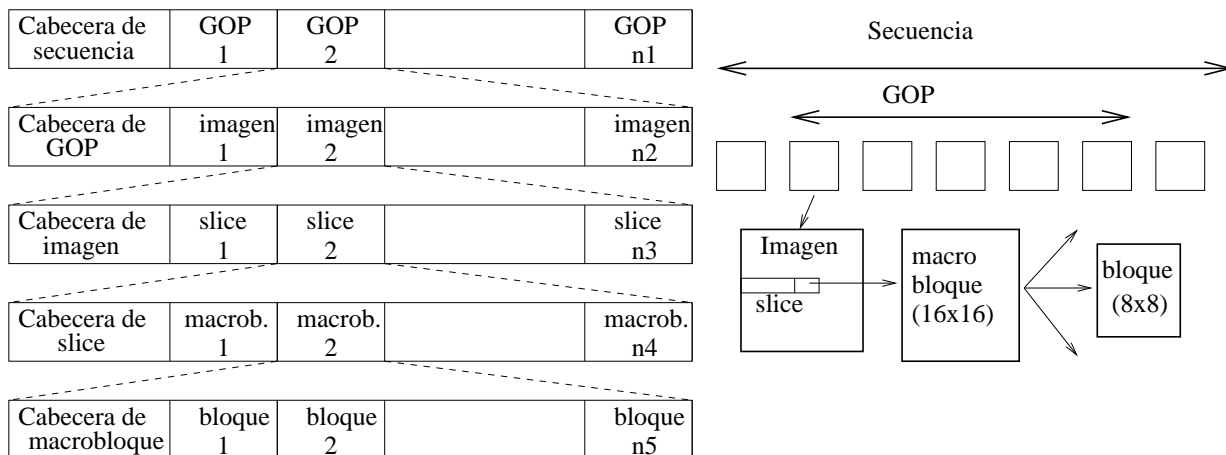 Cabecera de
secuencia
GOP
1
GOP
2
GOP
n1
Cabecera de
GOP
imagen
1
imagen
2
imagen
n2
Cabecera de
imagen
slice
1
slice
2
slice
n3
Cabecera de
slice
macrob.
1
macrob.
2
macrob.
n4
Cabecera de
macrobloque
bloque
1
bloque
2
bloque
n5
Secuencia
GOP
Imagen
slice
macro
bloque
(16x16)
bloque
(8x8)